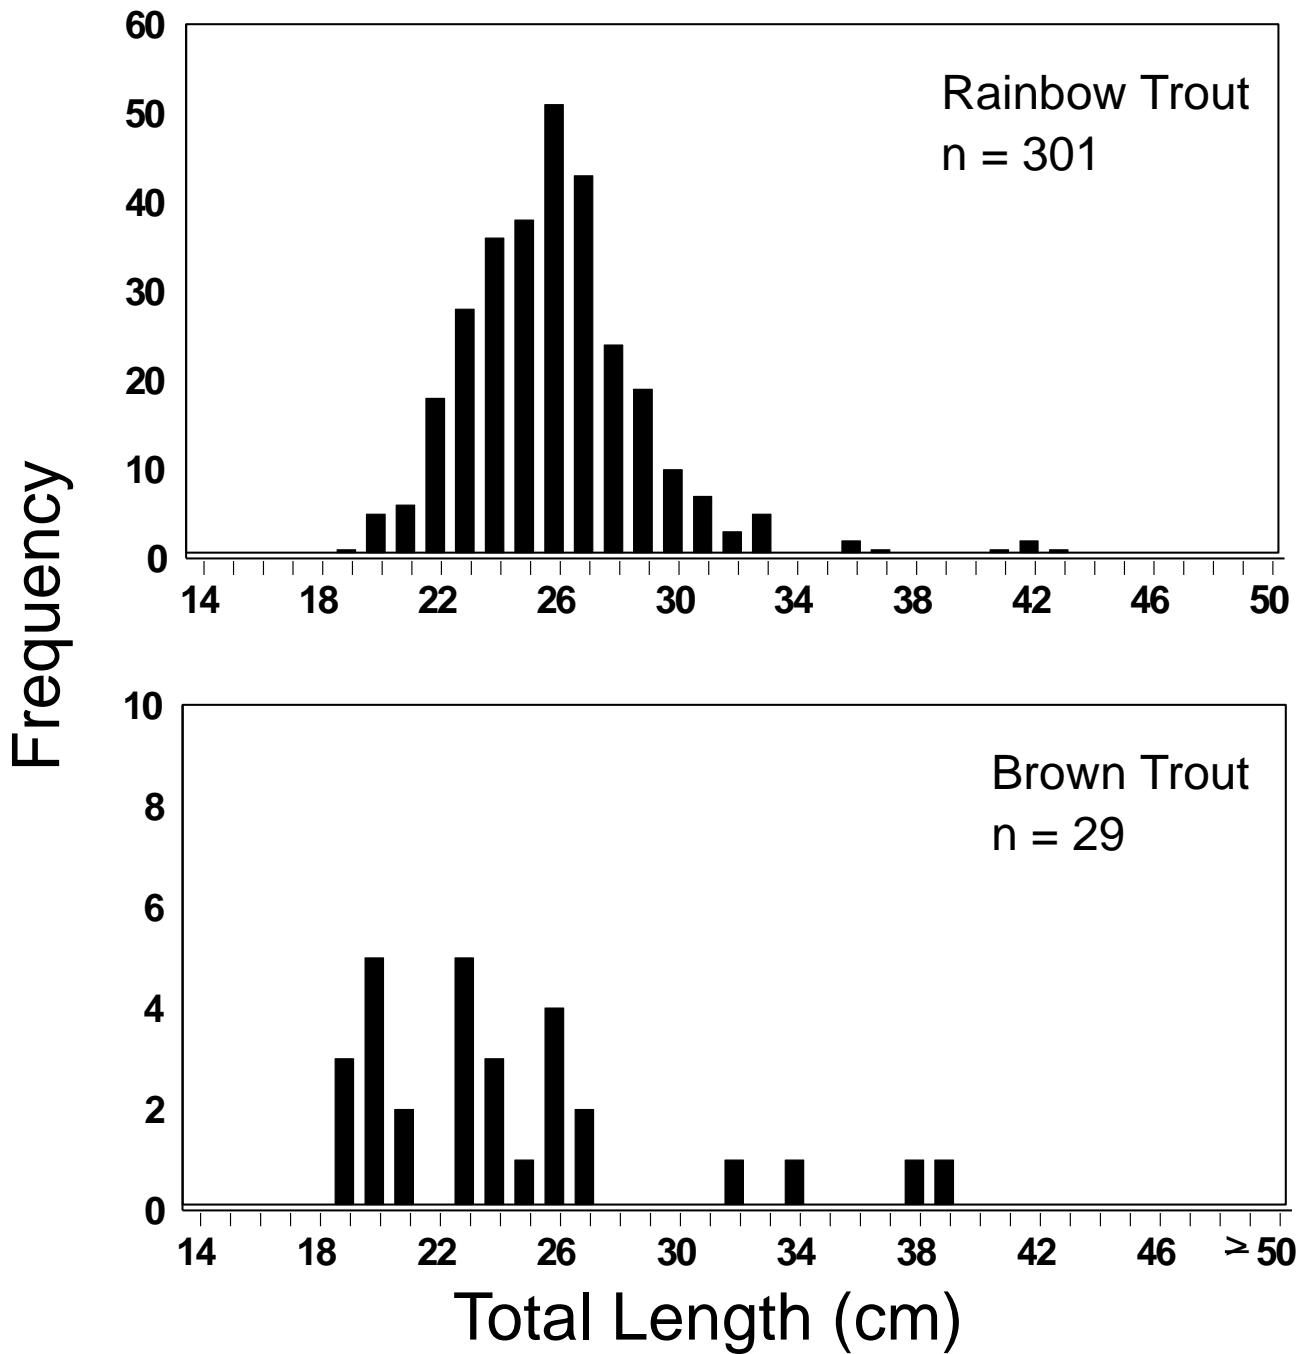 Frequency
60
50
40
30
20
10
0
Rainbow Trout
n = 301
14 18 22 26 30 34 38 42 46 50
10
8
6
4
2
0
Brown Trout
n = 29
14 18 22 26 30 34 38 42 46 ≥ 50
Total Length (cm)